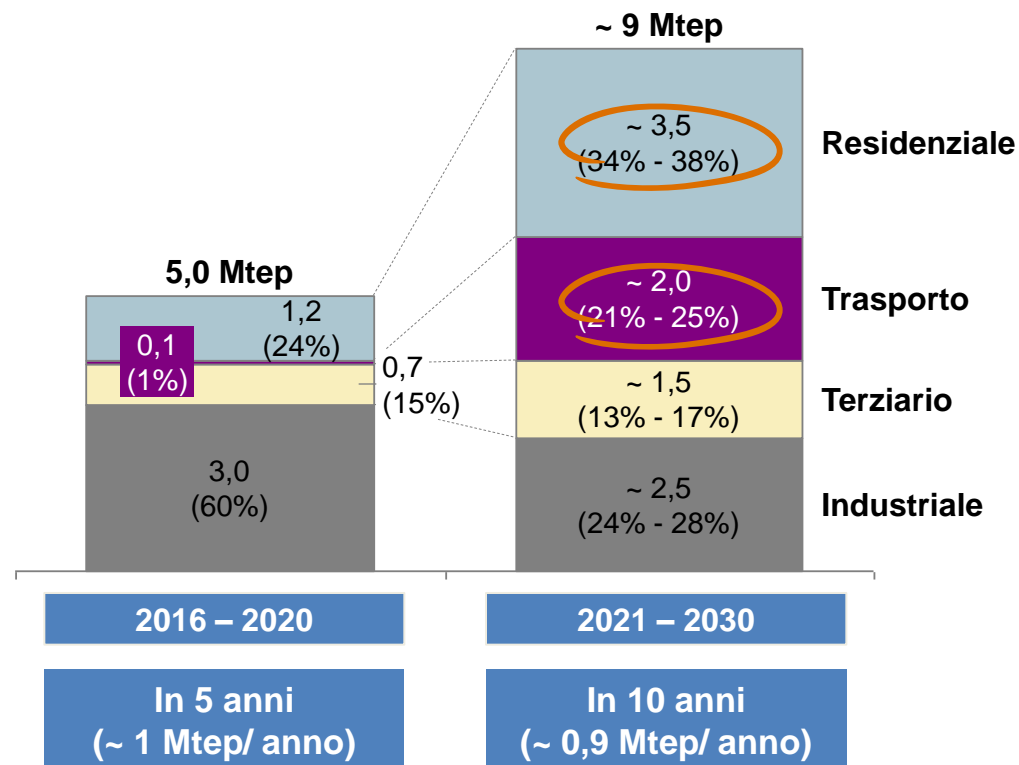 ~ 9 Mtep
~ 3,5
(34% - 38%)
Residenziale
5,0 Mtep
~ 2,0
(21% - 25%)
Trasporto
1,2
(24%)
0,1
(1%)
0,7
(15%)
~ 1,5
(13% - 17%)
Terziario
3,0
(60%)
~ 2,5
(24% - 28%)
Industriale
2016 – 2020
2021 – 2030
In 5 anni
(~ 1 Mtep/ anno)
In 10 anni
(~ 0,9 Mtep/ anno)